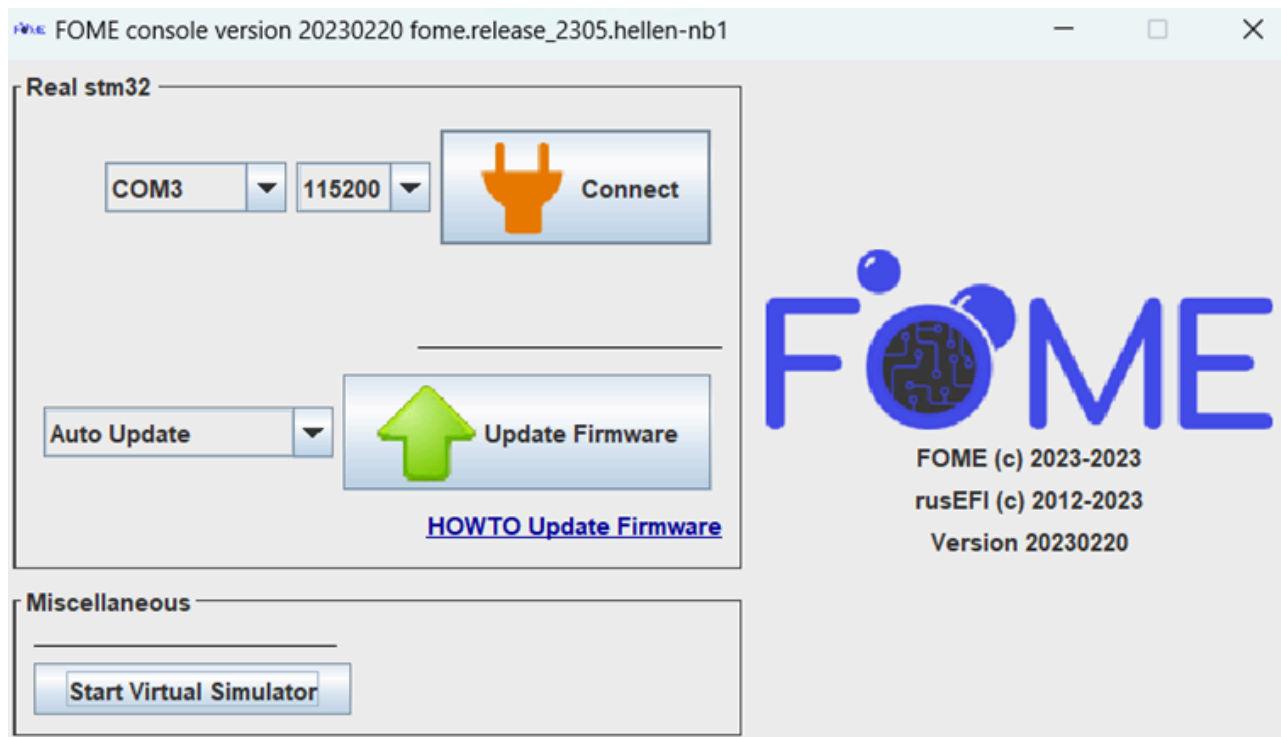 FOME FOME console version 20230220 fome.release_2305.hellen-nb1
Real stm32
COM3 115200 Connect
Auto Update Update Firmware
HOWTO Update Firmware
Miscellaneous
Start Virtual Simulator
FOME
FOME (c) 2023-2023
rusEFI (c) 2012-2023
Version 20230220